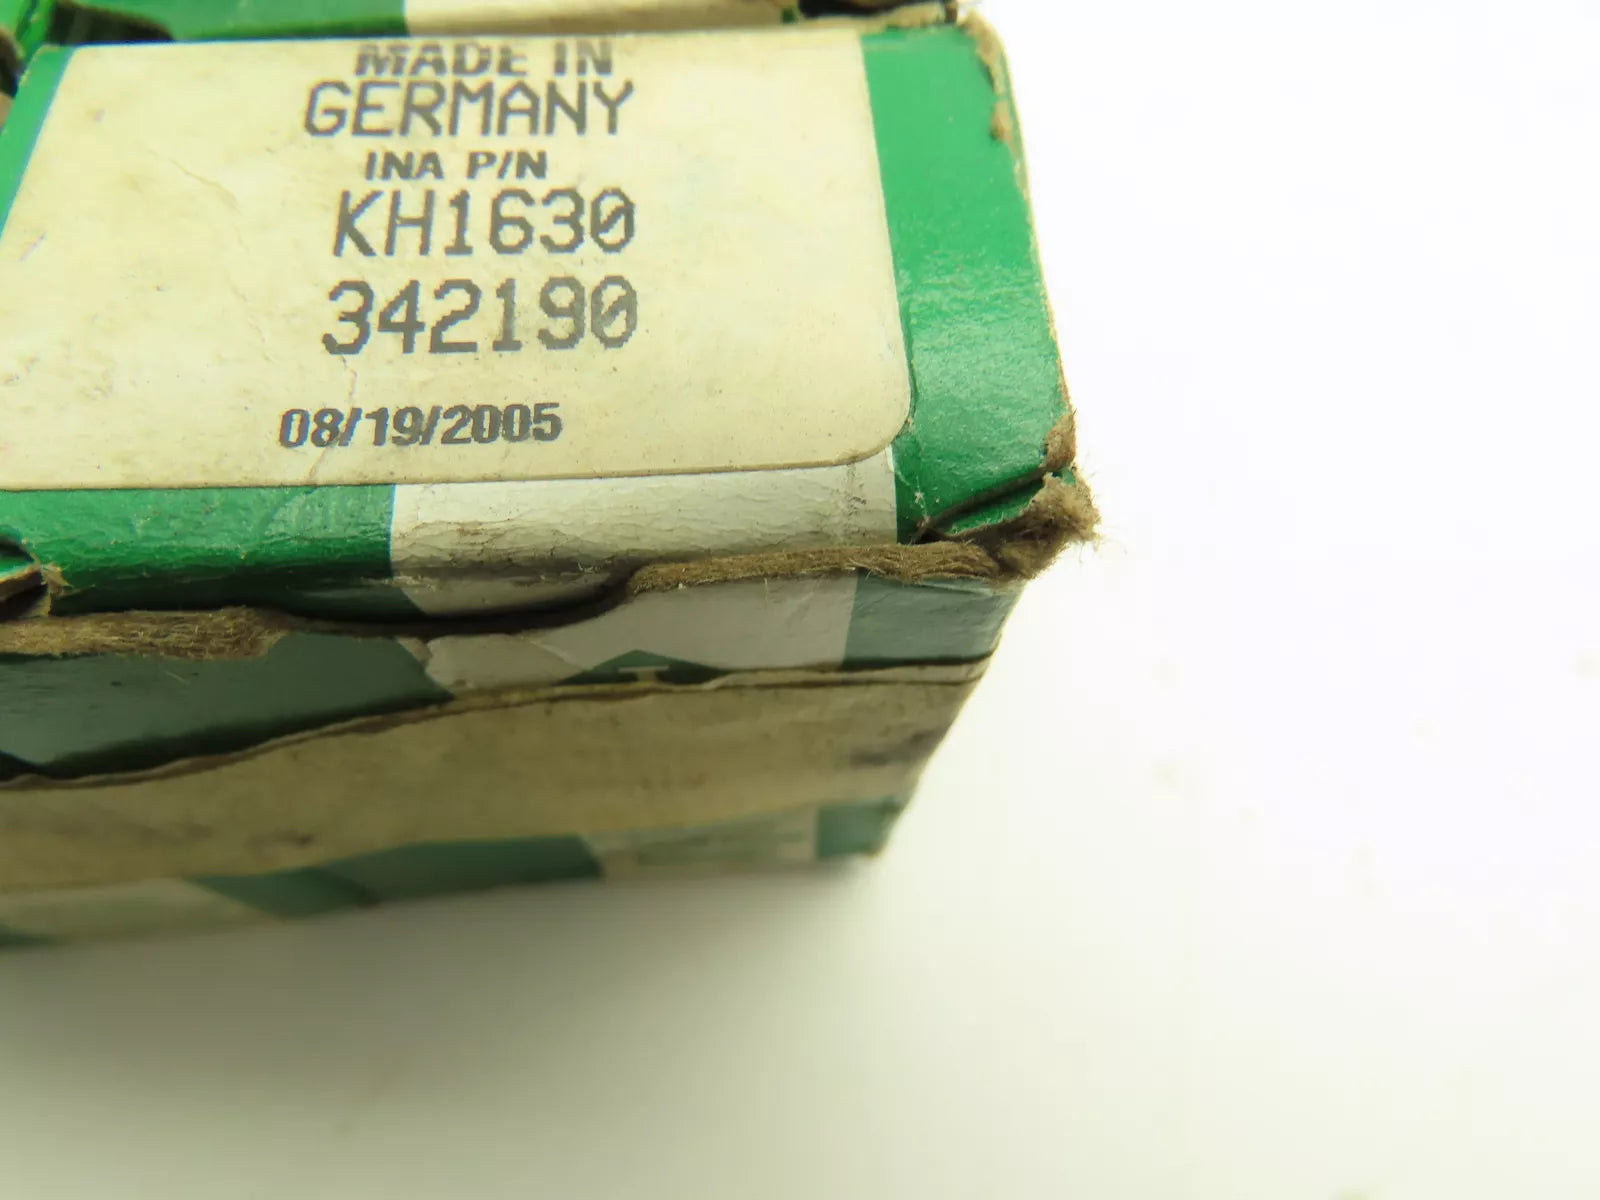 MADE IN
GERMANY
INA P/N
KH1630
342190
08/19/2005